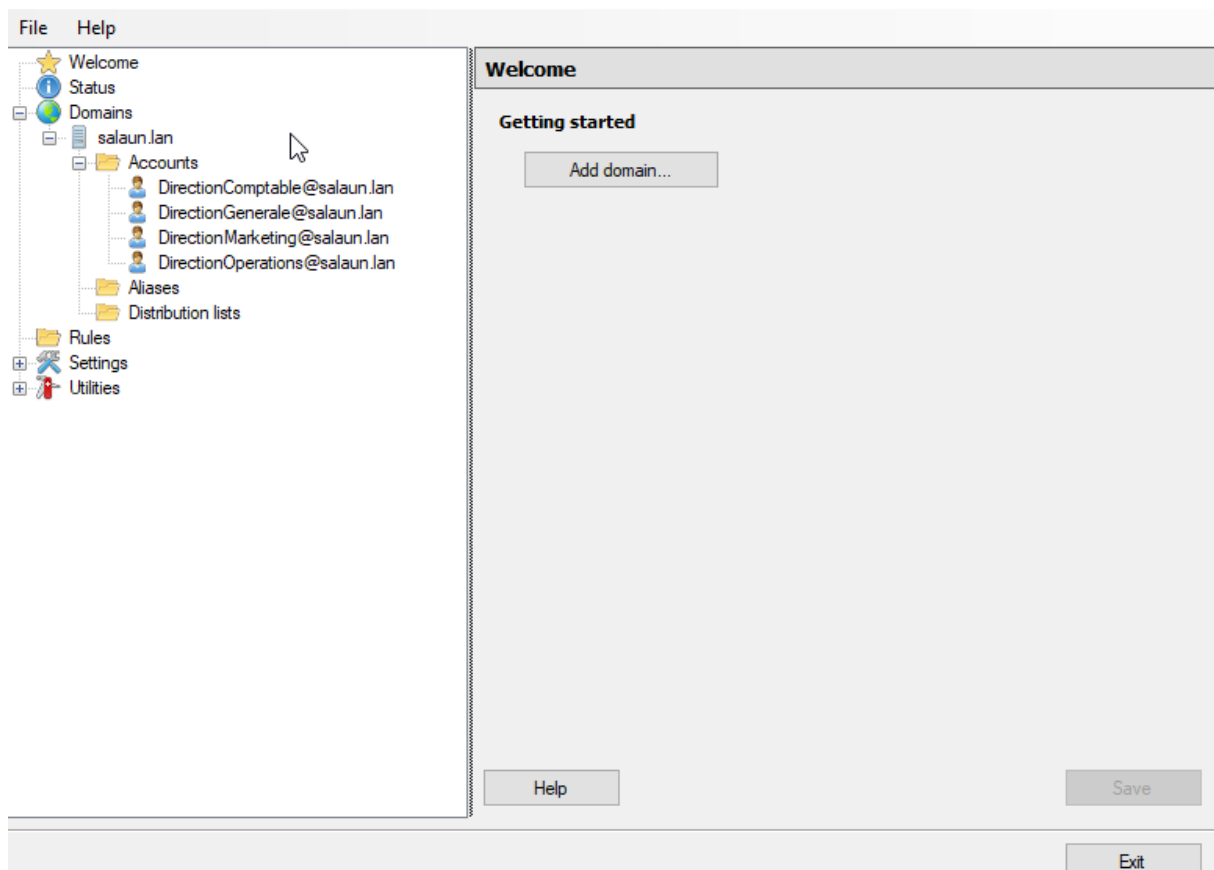 File Help
Welcome
Status
Domains
salaun.lan
Accounts
DirectionComptable@salaun.lan
DirectionGenerale@salaun.lan
DirectionMarketing@salaun.lan
DirectionOperations@salaun.lan
Aliases
Distribution lists
Rules
Settings
Utilities
Welcome
Getting started
Add domain...
Help Save
Exit